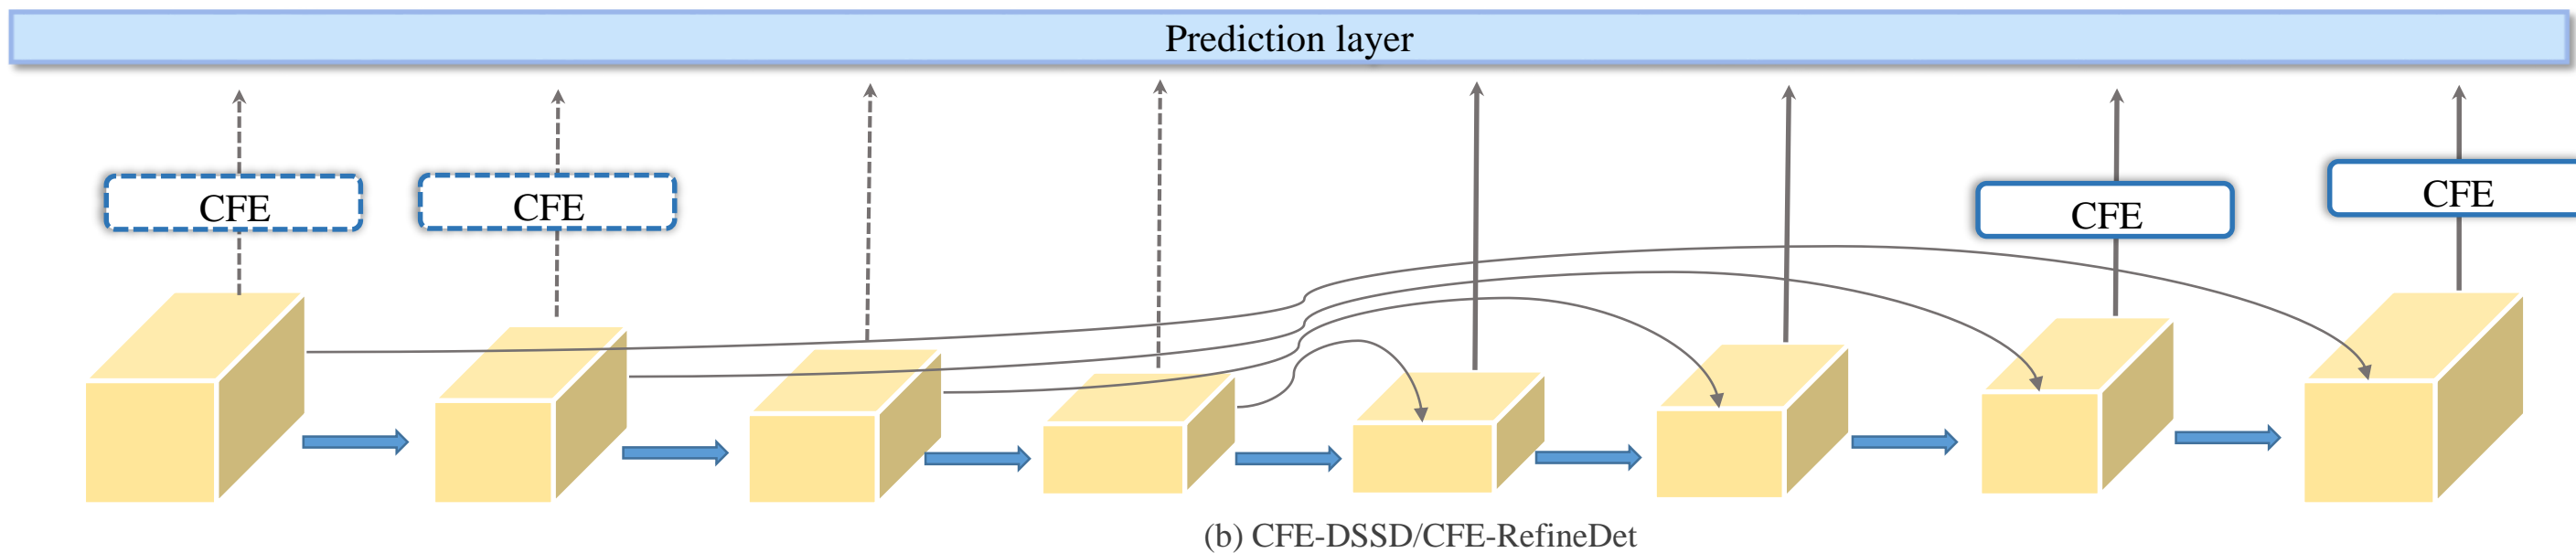 Prediction layer
CFE
CFE
CFE
CFE
(b) CFE-DSSD/CFE-RefineDet